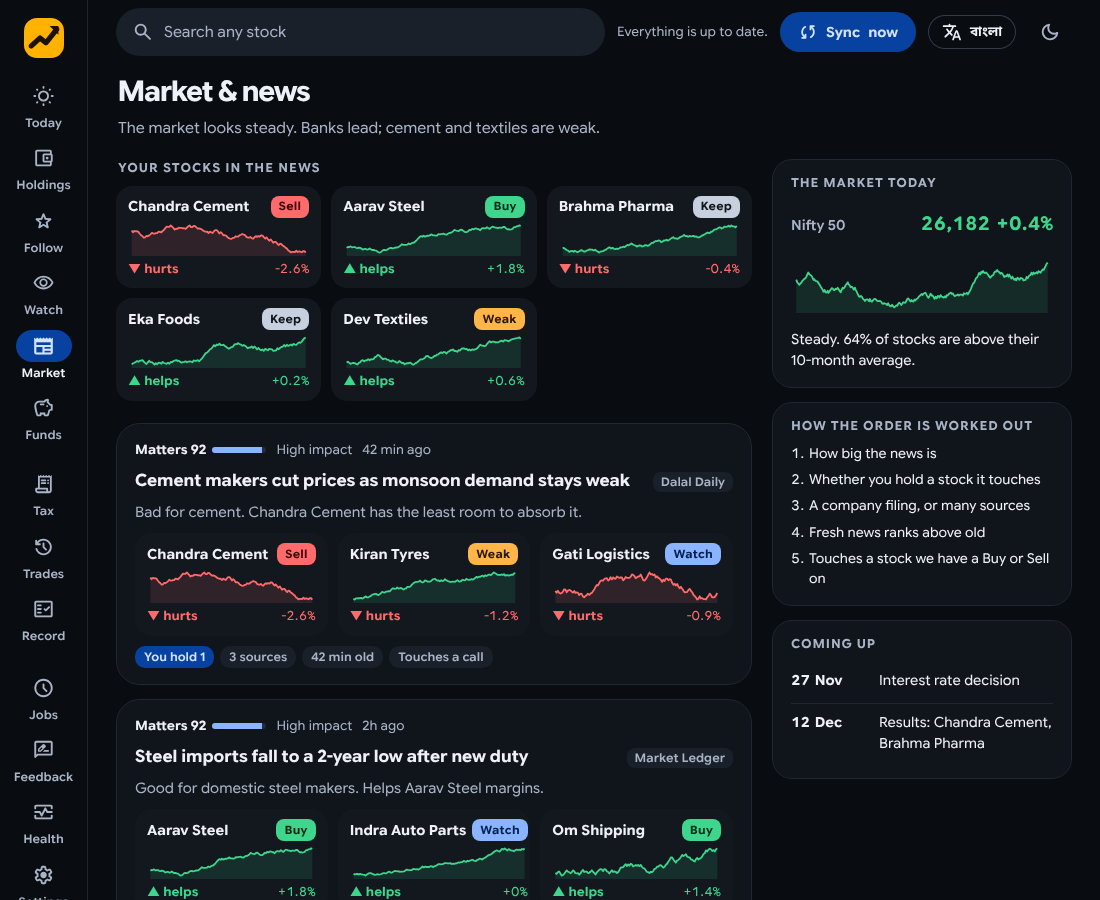 Search any stock
Everything is up to date.
Sync now
বাংলা
Today
Holdings
Follow
Watch
Market
Funds
Tax
Trades
Record
Jobs
Feedback
Health
Market & news
The market looks steady. Banks lead; cement and textiles are weak.
YOUR STOCKS IN THE NEWS
Chandra Cement Sell
▼ hurts -2.6%
Aarav Steel Buy
▲ helps +1.8%
Brahma Pharma Keep
▼ hurts -0.4%
Eka Foods Keep
▲ helps +0.2%
Dev Textiles Weak
▲ helps +0.6%
Matters 92 High impact 42 min ago
Cement makers cut prices as monsoon demand stays weak Dalal Daily
Bad for cement. Chandra Cement has the least room to absorb it.
Chandra Cement Sell
▼ hurts -2.6%
Kiran Tyres Weak
▼ hurts -1.2%
Gati Logistics Watch
▼ hurts -0.9%
You hold 1 3 sources 42 min old Touches a call
Matters 92 High impact 2h ago
Steel imports fall to a 2-year low after new duty Market Ledger
Good for domestic steel makers. Helps Aarav Steel margins.
Aarav Steel Buy
▲ helps +1.8%
Indra Auto Parts Watch
▲ helps +0%
Om Shipping Buy
▲ helps +1.4%
THE MARKET TODAY
Nifty 50 26,182 +0.4%
Steady. 64% of stocks are above their
10-month average.
HOW THE ORDER IS WORKED OUT
1. How big the news is
2. Whether you hold a stock it touches
3. A company filing, or many sources
4. Fresh news ranks above old
5. Touches a stock we have a Buy or Sell
on
COMING UP
27 Nov Interest rate decision
12 Dec Results: Chandra Cement,
Brahma Pharma